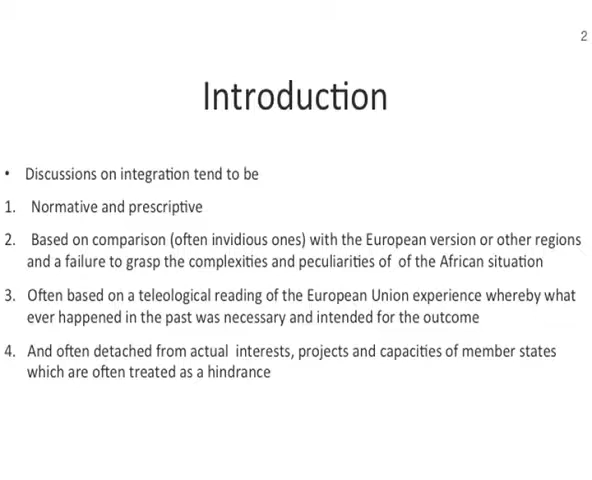 2
Introduction
• Discussions on integration tend to be
1. Normative and prescriptive
2. Based on comparison (often invidious ones) with the European version or other regions
and a failure to grasp the complexities and peculiarities of of the African situation
3. Often based on a teleological reading of the European Union experience whereby what
ever happened in the past was necessary and intended for the outcome
4. And often detached from actual interests, projects and capacities of member states
which are often treated as a hindrance